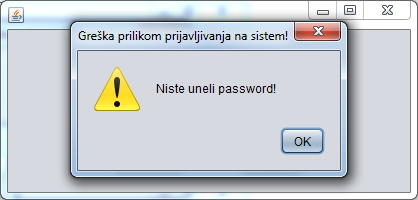 Greška prilikom prijavljivanja na sistem!
Niste uneli password!
OK